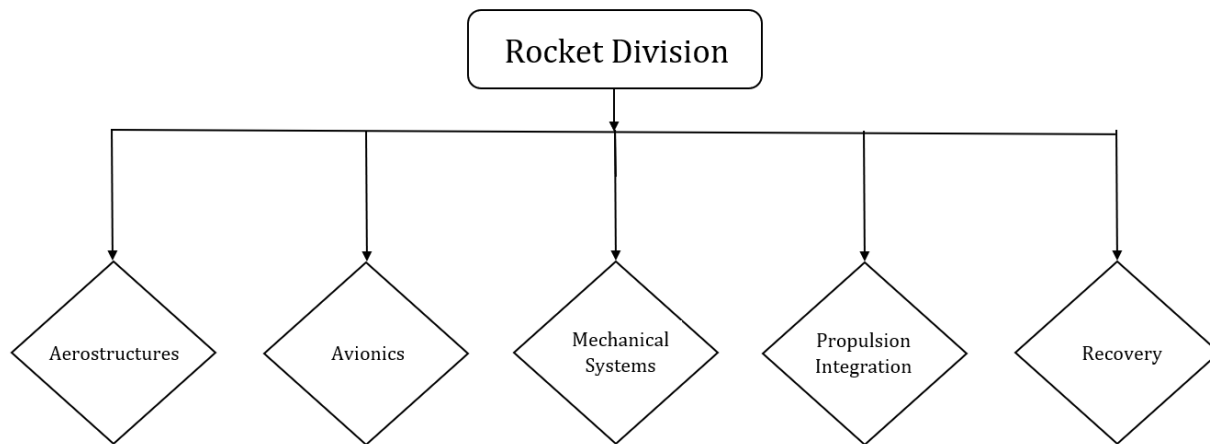 Rocket Division
Aerostructures
Avionics
Mechanical
Systems
Propulsion
Integration
Recovery